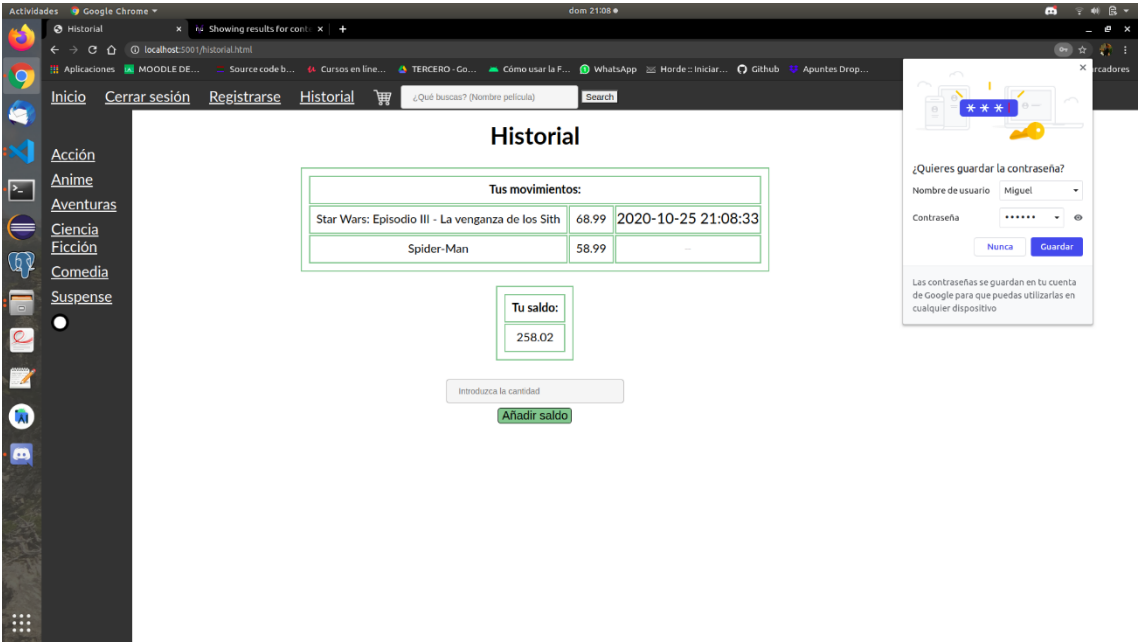 Actividades Google Chrome dom 21:08
Historial Showing results for cont
localhost:5001/historial.html
Aplicaciones MOODLE DE... Source code b... Cursos en line... TERCERO - Go... Cómo usar la F... WhatsApp Horde :: Iniciar... Github Apuntes Drop... rcadores
Inicio Cerrar sesión Registrarse Historial ¿Qué buscas? (Nombre película) Search
Acción
Anime
Aventuras
Ciencia
Ficción
Comedia
Suspense
Historial
Tus movimientos:
Star Wars: Episodio III - La venganza de los Sith 68.99 2020-10-25 21:08:33
Spider-Man 58.99 —
Tu saldo:
258.02
Introduzca la cantidad
Añadir saldo
¿Quieres guardar la contraseña?
Nombre de usuario Miguel
Contraseña ••••••
Nunca Guardar
Las contraseñas se guardan en tu cuenta
de Google para que puedas utilizarlas en
cualquier dispositivo